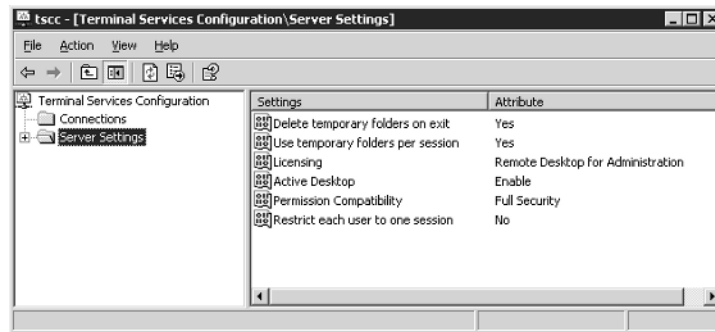 tscc - [Terminal Services Configuration\Server Settings]
File Action View Help
Terminal Services Configuration
Connections
Server Settings
Settings Attribute
Delete temporary folders on exit Yes
Use temporary folders per session Yes
Licensing Remote Desktop for Administration
Active Desktop Enable
Permission Compatibility Full Security
Restrict each user to one session No